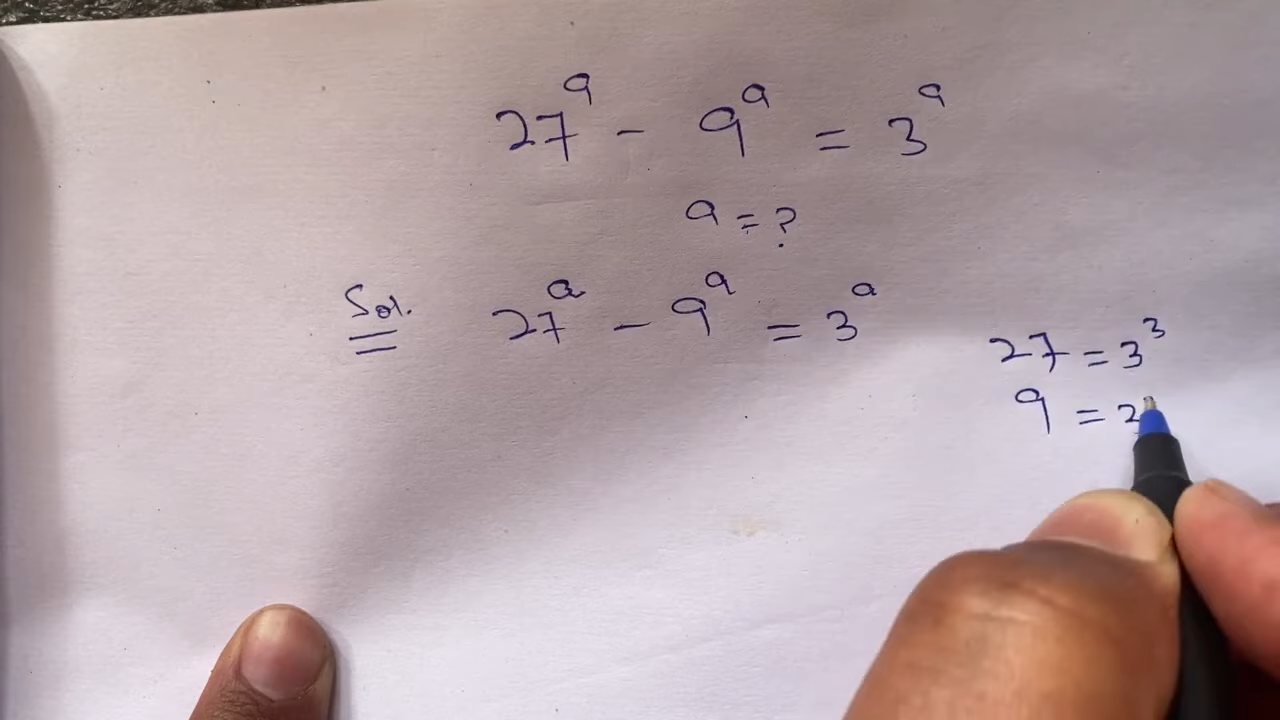 27^a - 9^a = 3^a
a = ?
Sol. 27^a - 9^a = 3^a
27 = 3^3
9 = 3